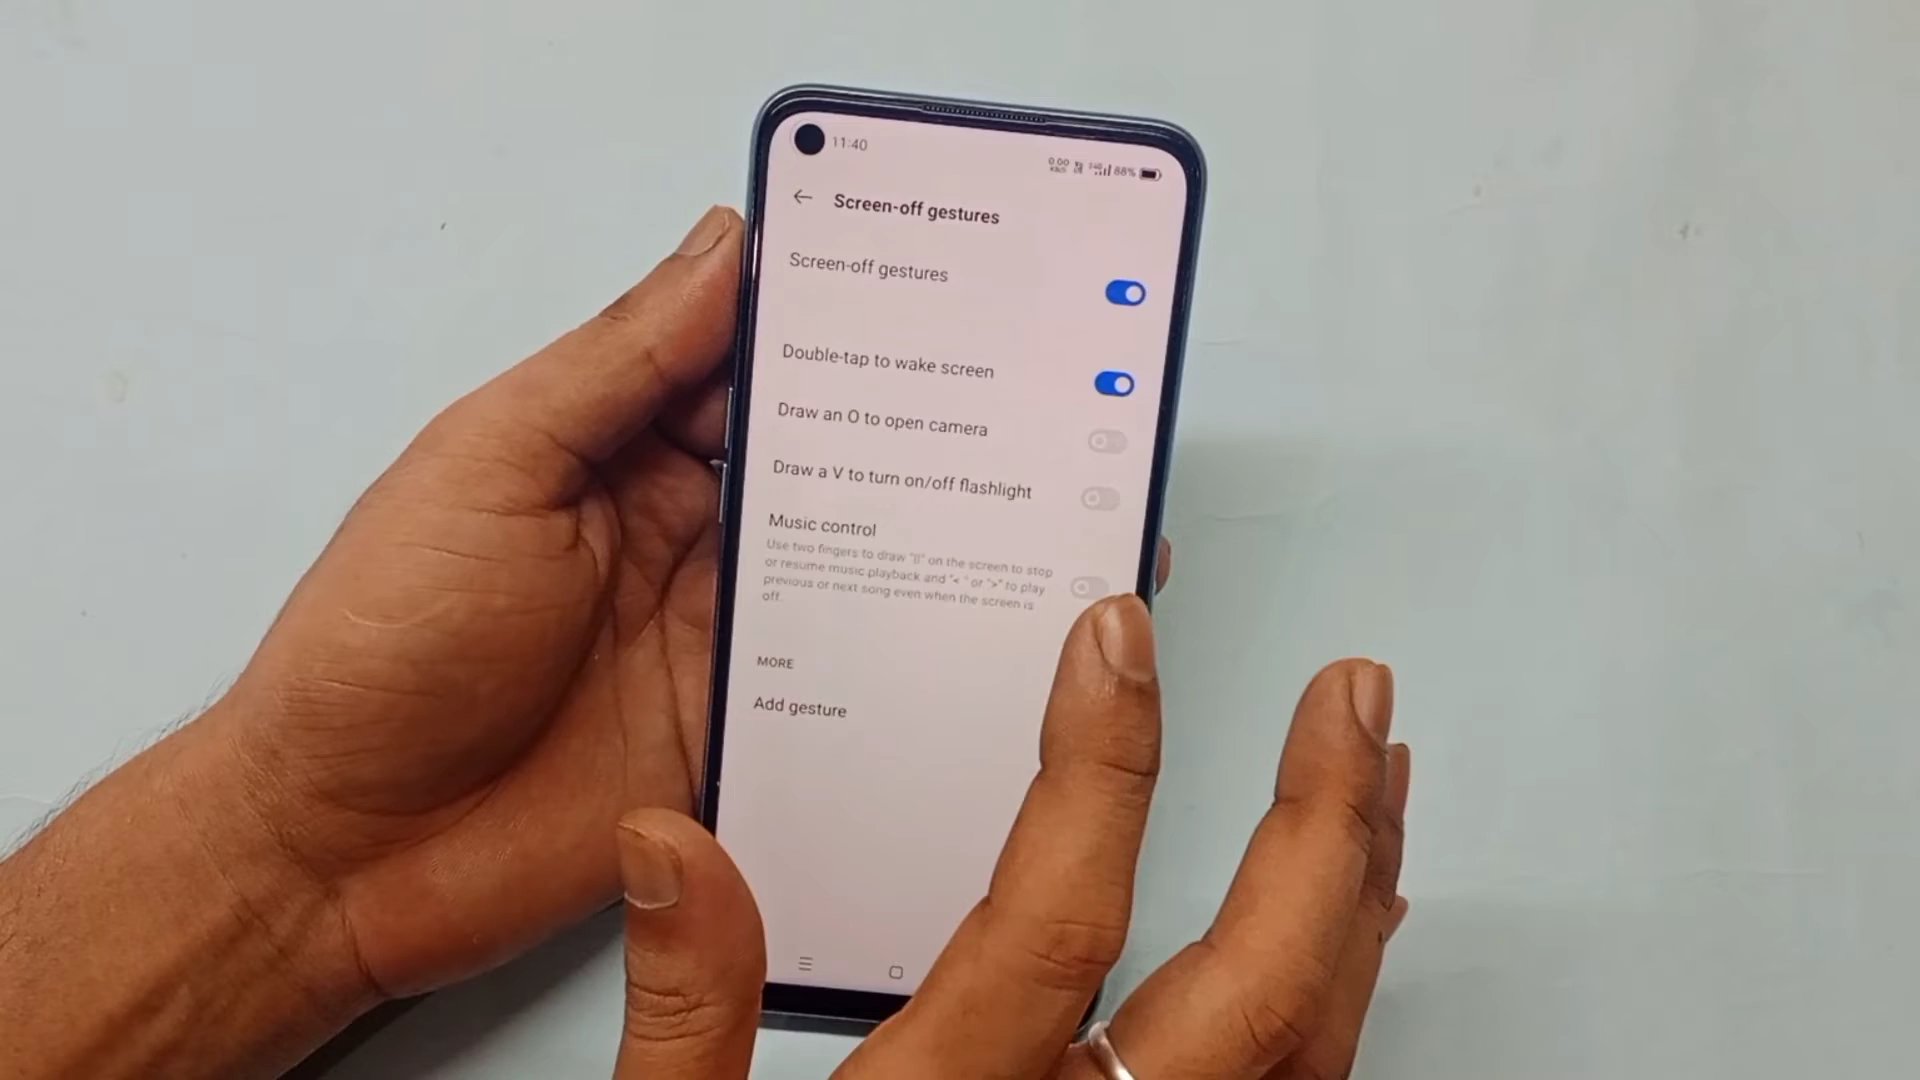 11:40
0.00 88%
KB/S
Screen-off gestures
Screen-off gestures
Double-tap to wake screen
Draw an O to open camera
Draw a V to turn on/off flashlight
Music control
Use two fingers to draw "||" on the screen to stop
or resume music playback and "<" or ">" to play
previous or next song even when the screen is
off.
MORE
Add gesture